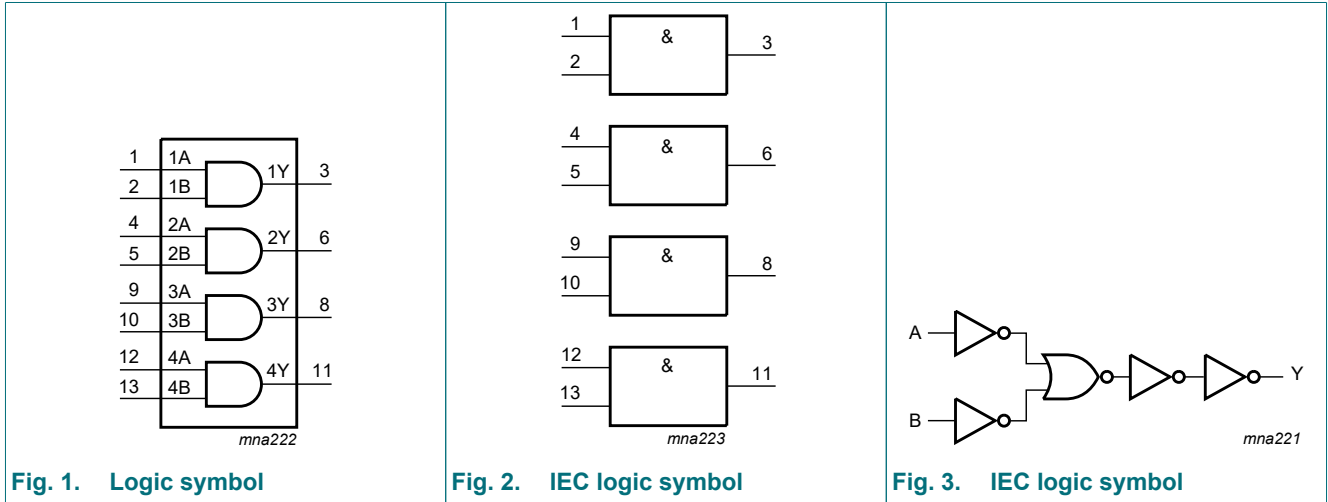 1 1A
1Y 3
2 1B
4 2A
2Y 6
5 2B
9 3A
3Y 8
10 3B
12 4A
4Y 11
13 4B
mna222
Fig. 1. Logic symbol
1
&
3
2
4
&
6
5
9
&
8
10
12
&
11
13
mna223
Fig. 2. IEC logic symbol
A
Y
B
mna221
Fig. 3. IEC logic symbol